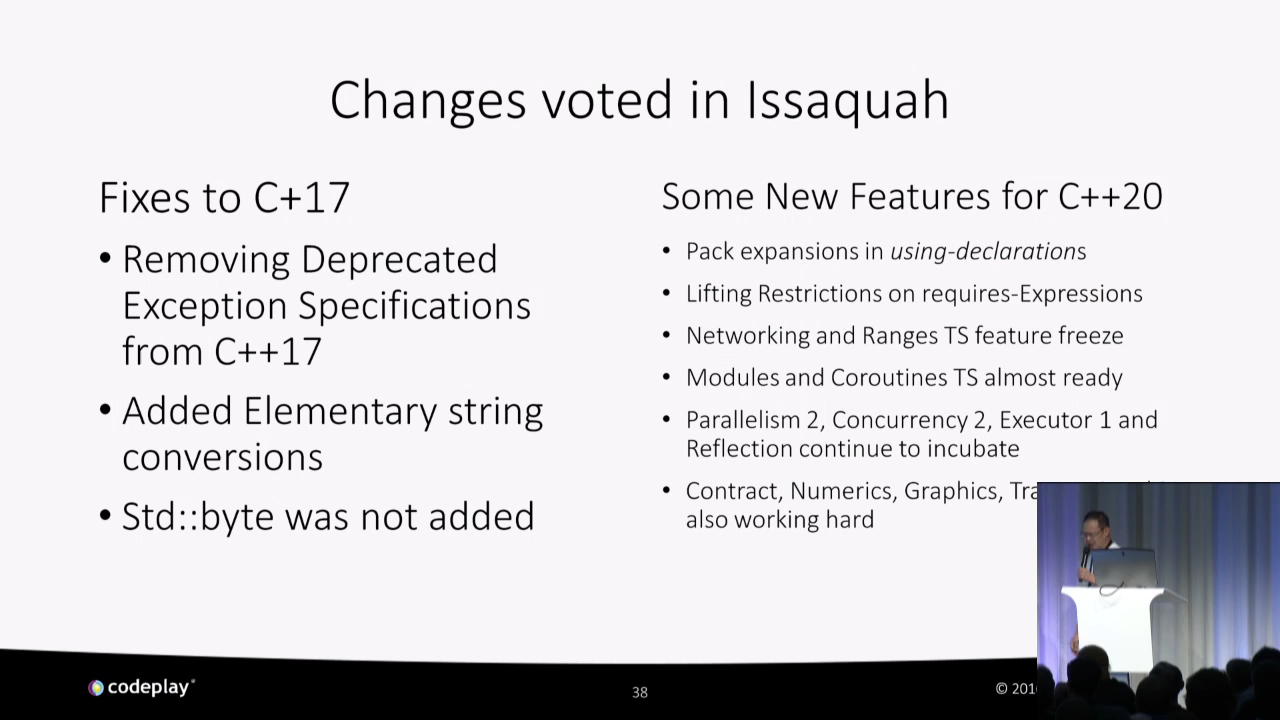 Changes voted in Issaquah
Fixes to C+17
• Removing Deprecated
Exception Specifications
from C++17
• Added Elementary string
conversions
• Std::byte was not added
Some New Features for C++20
• Pack expansions in using-declarations
• Lifting Restrictions on requires-Expressions
• Networking and Ranges TS feature freeze
• Modules and Coroutines TS almost ready
• Parallelism 2, Concurrency 2, Executor 1 and
Reflection continue to incubate
• Contract, Numerics, Graphics,
also working hard
codeplay®
38
©